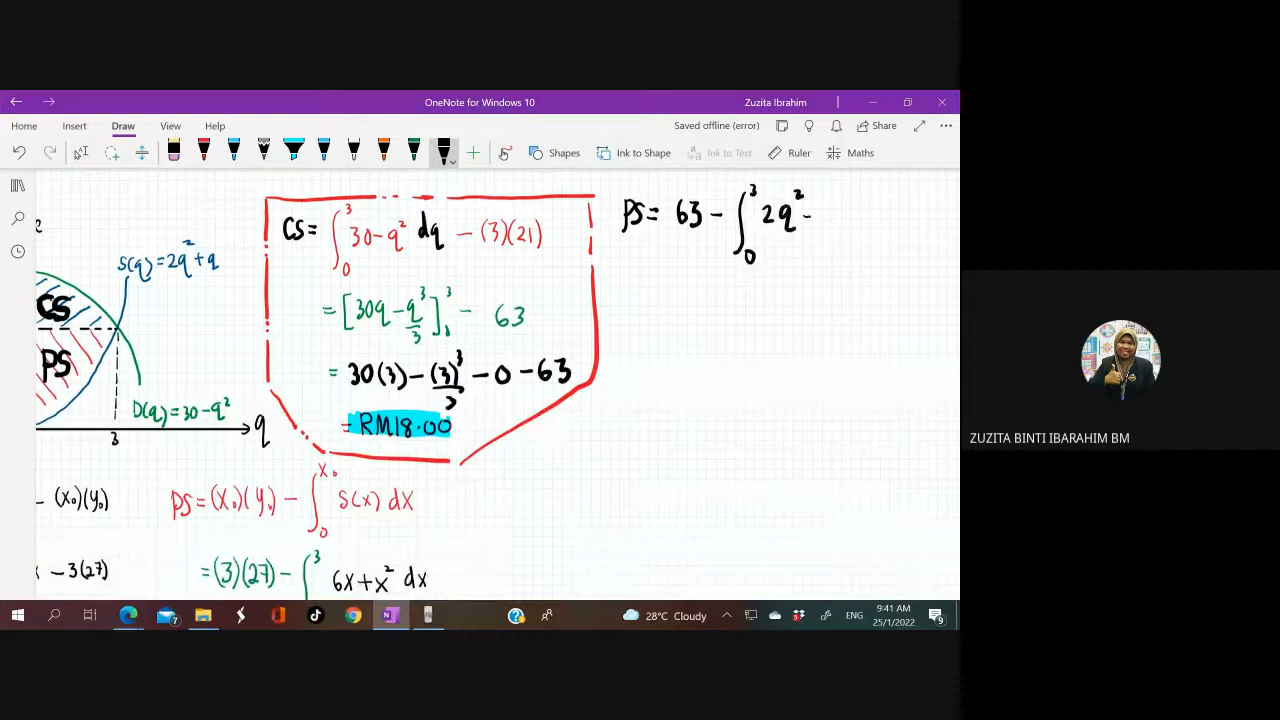 OneNote for Windows 10
Zuzita Ibrahim
Home Insert Draw View Help
Saved offline (error) Share
Shapes Ink to Shape Ink to Text Ruler Maths
e
S(q) = 2q² + q
CS
PS
D(q) = 30 - q²
3
q
CS = ∫₀³ 30 - q² dq - (3)(21)
= [30q - q³/3]₀³ - 63
= 30(3) - (3)³/3 - 0 - 63
= RM18.00
PS = 63 - ∫₀³ 2q² -
- (x₀)(y₀)
PS = (x₀)(y₀) - ∫₀^x₀ S(x) dx
- 3(27)
= (3)(27) - ∫³ 6x + x² dx
ZUZITA BINTI IBARAHIM BM
7
28°C Cloudy
ENG
9:41 AM
25/1/2022
9